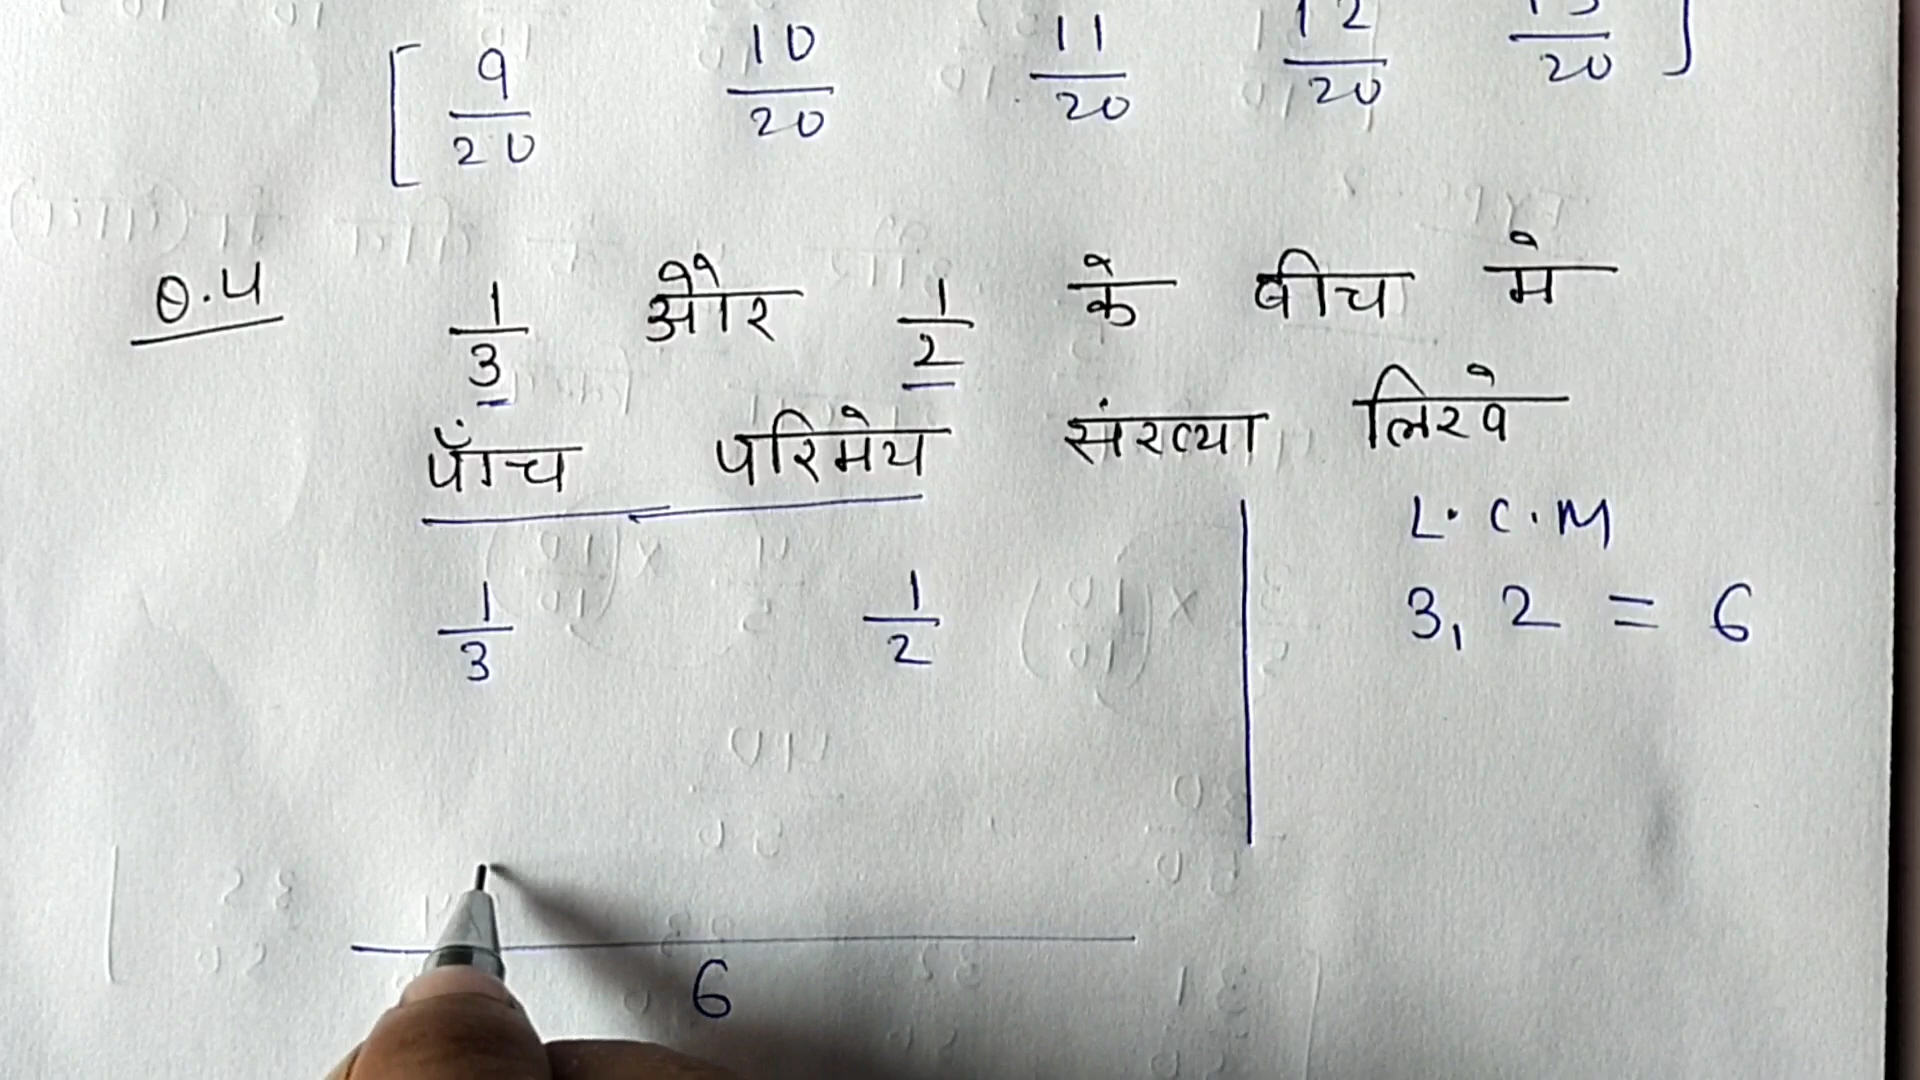 [ 9/20 10/20 11/20 12/20 13/20 ]
Q.4 1/3 और 1/2 के बीच मे
पाँच परिमेय संख्या लिखे
L.C.M
1/3 1/2 3, 2 = 6
6